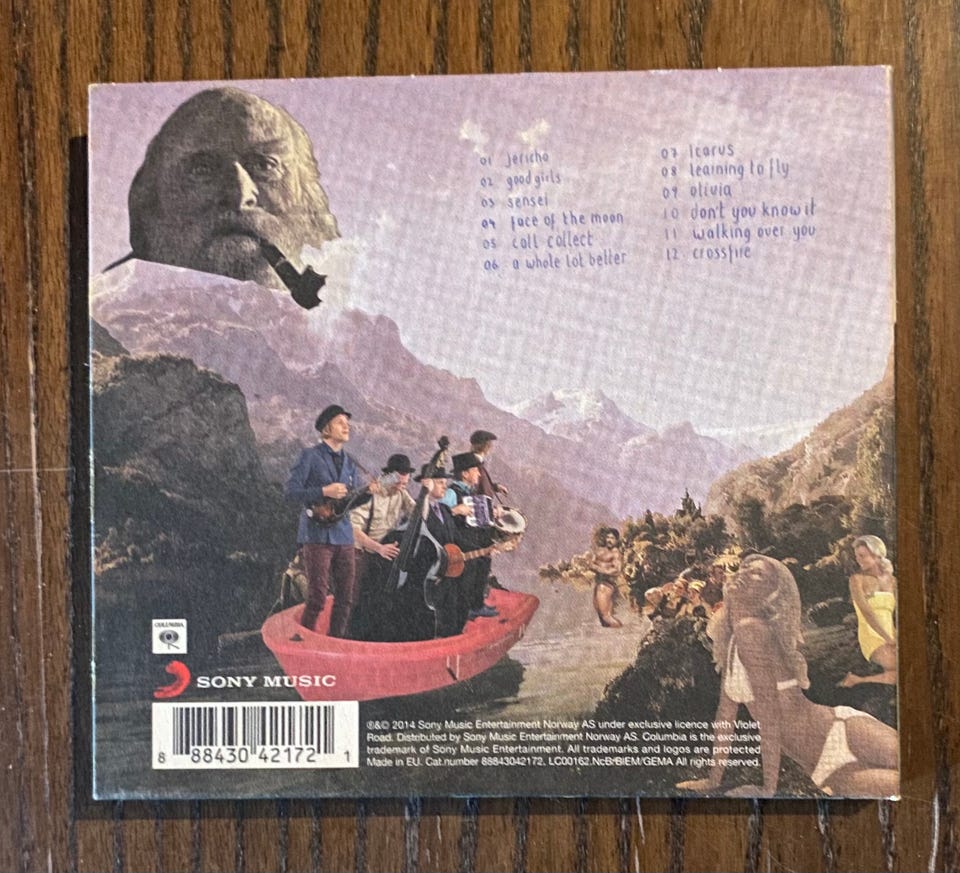 01 Jericho
02 good girls
03 sensei
04 face of the moon
05 call collect
06 a whole lot better
07 Icarus
08 learning to fly
09 olivia
10 don't you know it
11 walking over you
12 crossfire
COLUMBIA
SONY MUSIC
8 88430 42172 1
℗&© 2014 Sony Music Entertainment Norway AS under exclusive licence with Violet
Road. Distributed by Sony Music Entertainment Norway AS. Columbia is the exclusive
trademark of Sony Music Entertainment. All trademarks and logos are protected
Made in EU. Cat.number 88843042172. LC00162.NcBrBIEM/GEMA All rights reserved.